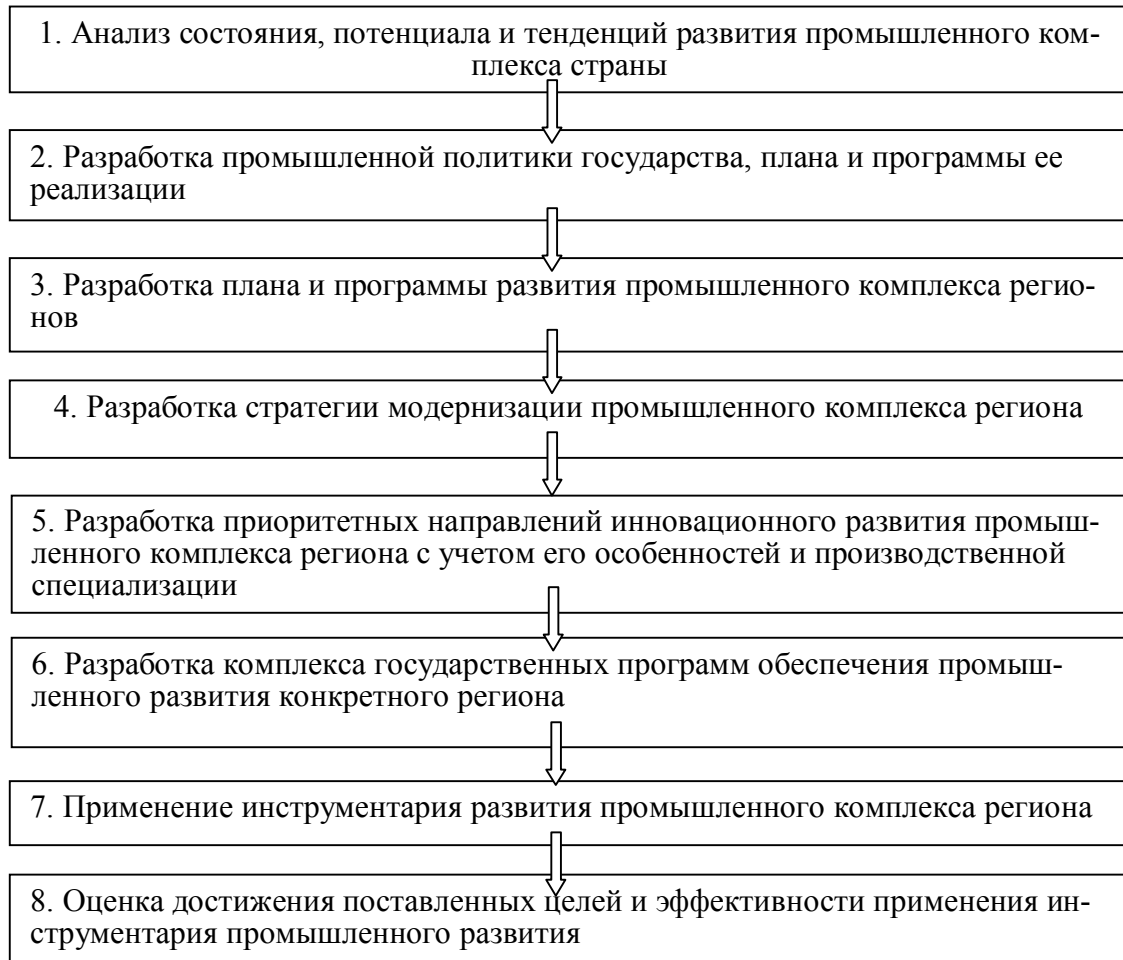 1. Анализ состояния, потенциала и тенденций развития промышленного ком-
плекса страны
2. Разработка промышленной политики государства, плана и программы ее
реализации
3. Разработка плана и программы развития промышленного комплекса регио-
нов
4. Разработка стратегии модернизации промышленного комплекса региона
5. Разработка приоритетных направлений инновационного развития промыш-
ленного комплекса региона с учетом его особенностей и производственной
специализации
6. Разработка комплекса государственных программ обеспечения промыш-
ленного развития конкретного региона
7. Применение инструментария развития промышленного комплекса региона
8. Оценка достижения поставленных целей и эффективности применения ин-
струментария промышленного развития